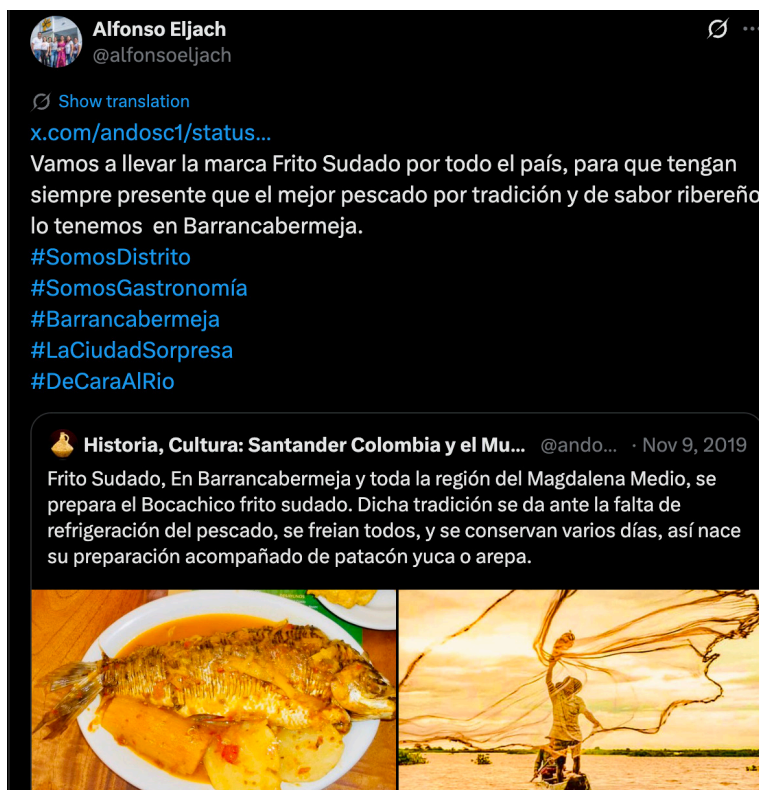 Alfonso Eljach
@alfonsoeljach
Show translation
x.com/andosc1/status...
Vamos a llevar la marca Frito Sudado por todo el país, para que tengan
siempre presente que el mejor pescado por tradición y de sabor ribereño
lo tenemos  en Barrancabermeja.
#SomosDistrito
#SomosGastronomía
#Barrancabermeja
#LaCiudadSorpresa
#DeCaraAlRio
Historia, Cultura: Santander Colombia y el Mu... @ando... · Nov 9, 2019
Frito Sudado, En Barrancabermeja y toda la región del Magdalena Medio, se
prepara el Bocachico frito sudado. Dicha tradición se da ante la falta de
refrigeración del pescado, se freian todos, y se conservan varios días, así nace
su preparación acompañado de patacón yuca o arepa.